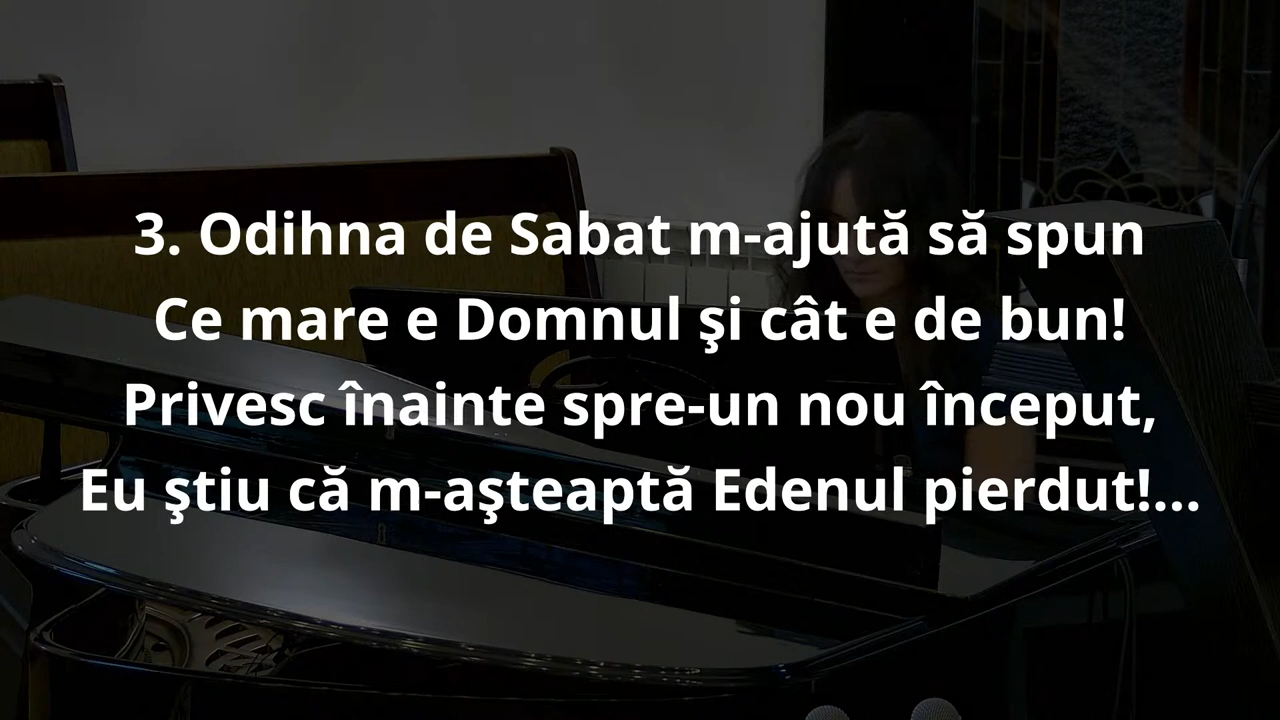 3. Odihna de Sabat m-ajută să spun
Ce mare e Domnul şi cât e de bun!
Privesc înainte spre-un nou început,
Eu ştiu că m-aşteaptă Edenul pierdut!...